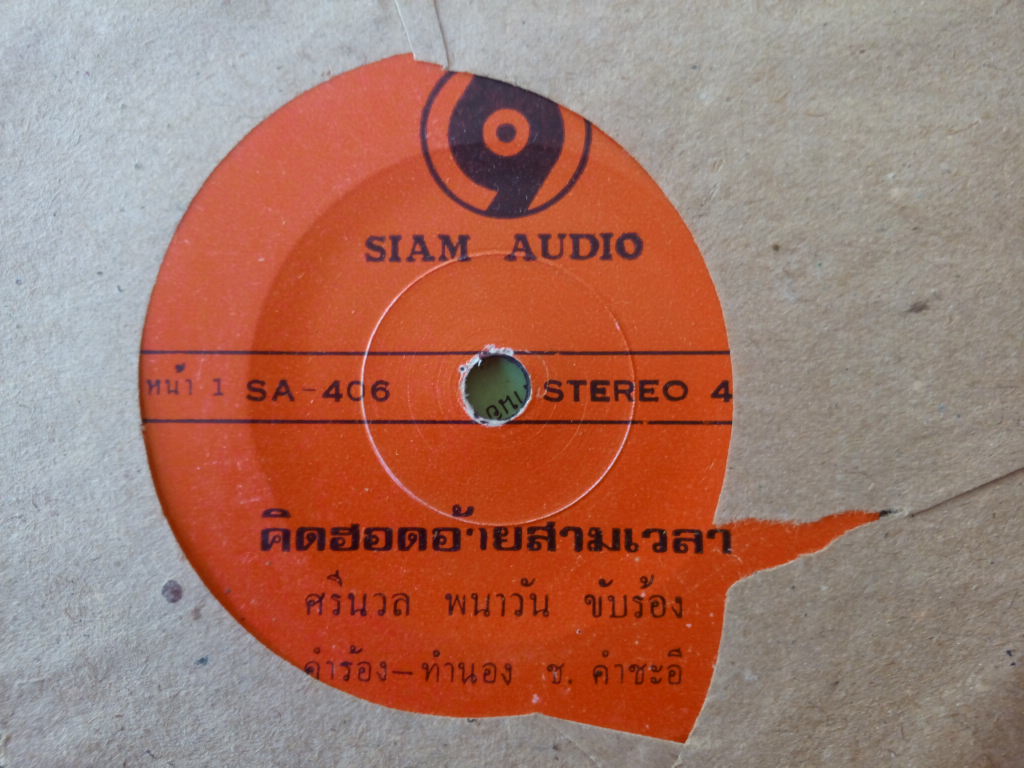 SIAM AUDIO
หน้า 1 SA-406 STEREO 4
คิดฮอดอ้ายสามเวลา
ศรีนวล พนาวัน ขับร้อง
คำร้อง–ทำนอง ช. คำชะอี